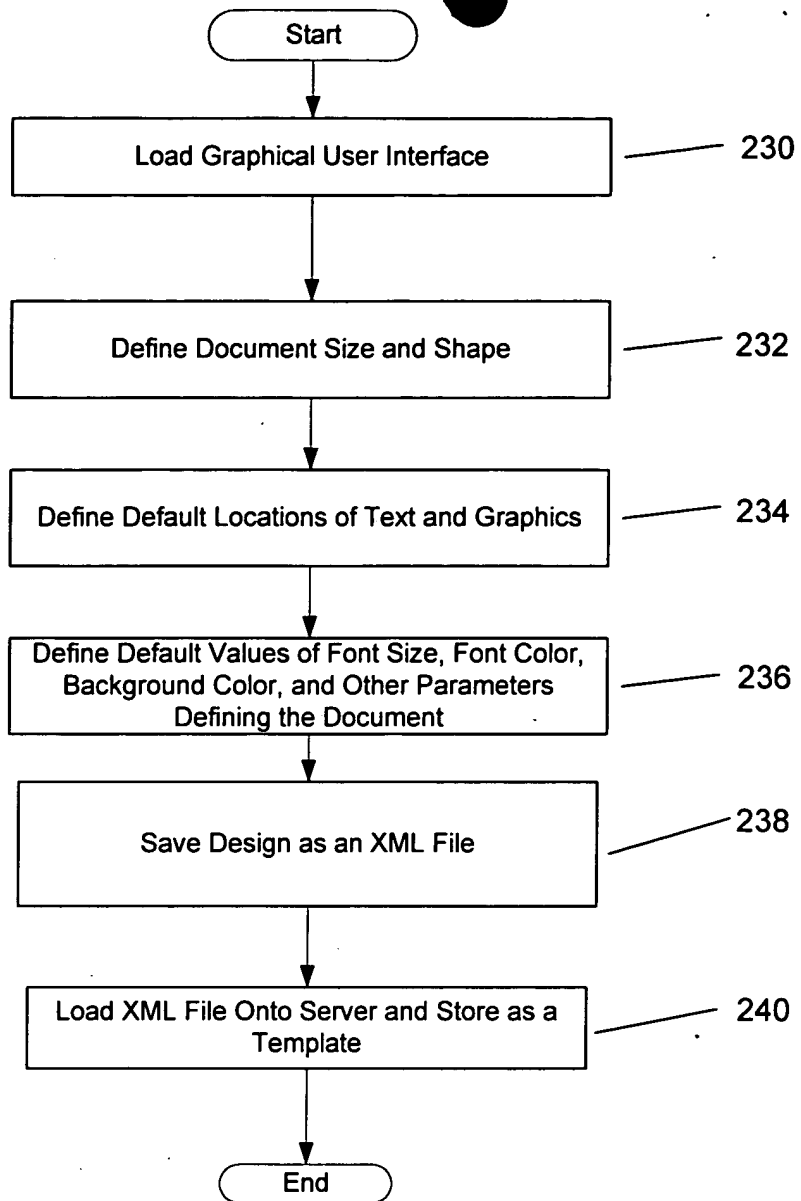 Start
Load Graphical User Interface
230
Define Document Size and Shape
232
Define Default Locations of Text and Graphics
234
Define Default Values of Font Size, Font Color,
Background Color, and Other Parameters
Defining the Document
236
Save Design as an XML File
238
Load XML File Onto Server and Store as a
Template
240
End